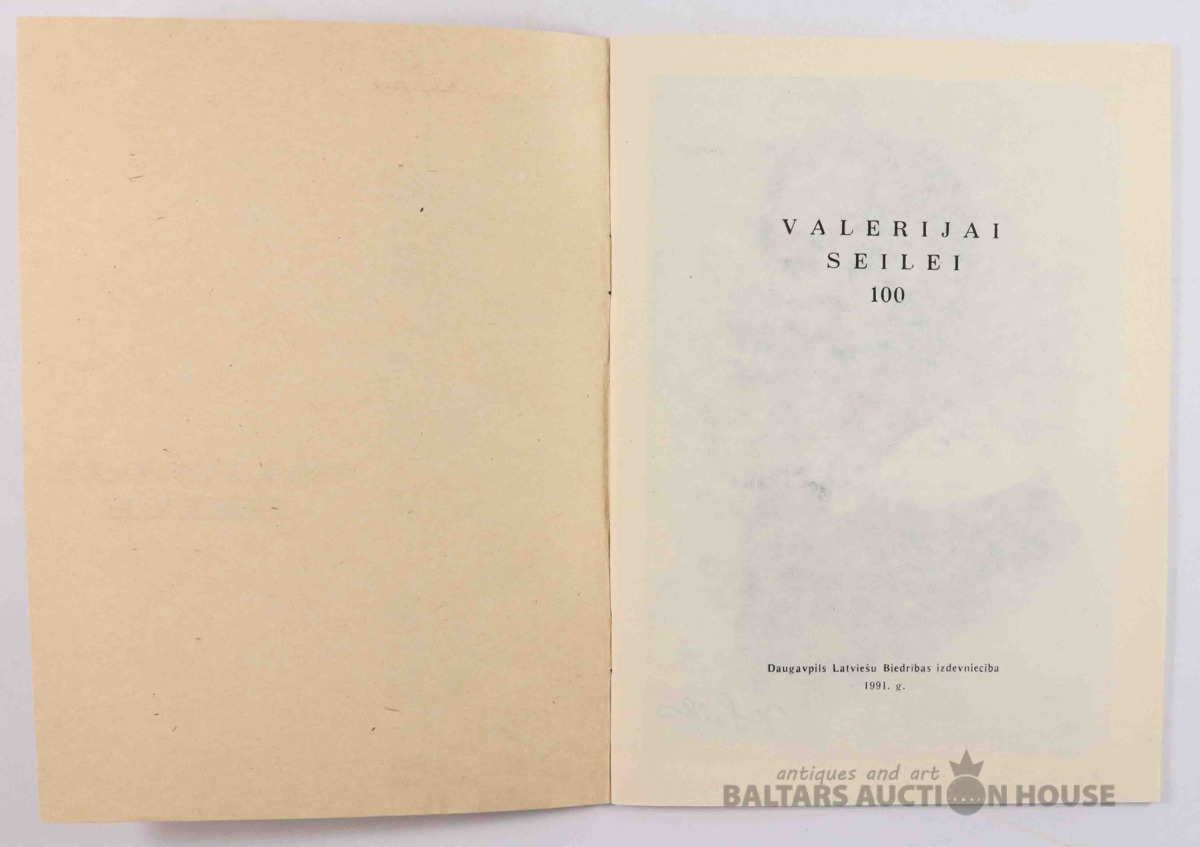 VALERIJAI
SEILEI
100
Daugavpils Latviešu Biedrības izdevniecība
1991. g.
antiques and art
BALTARS AUCTION HOUSE